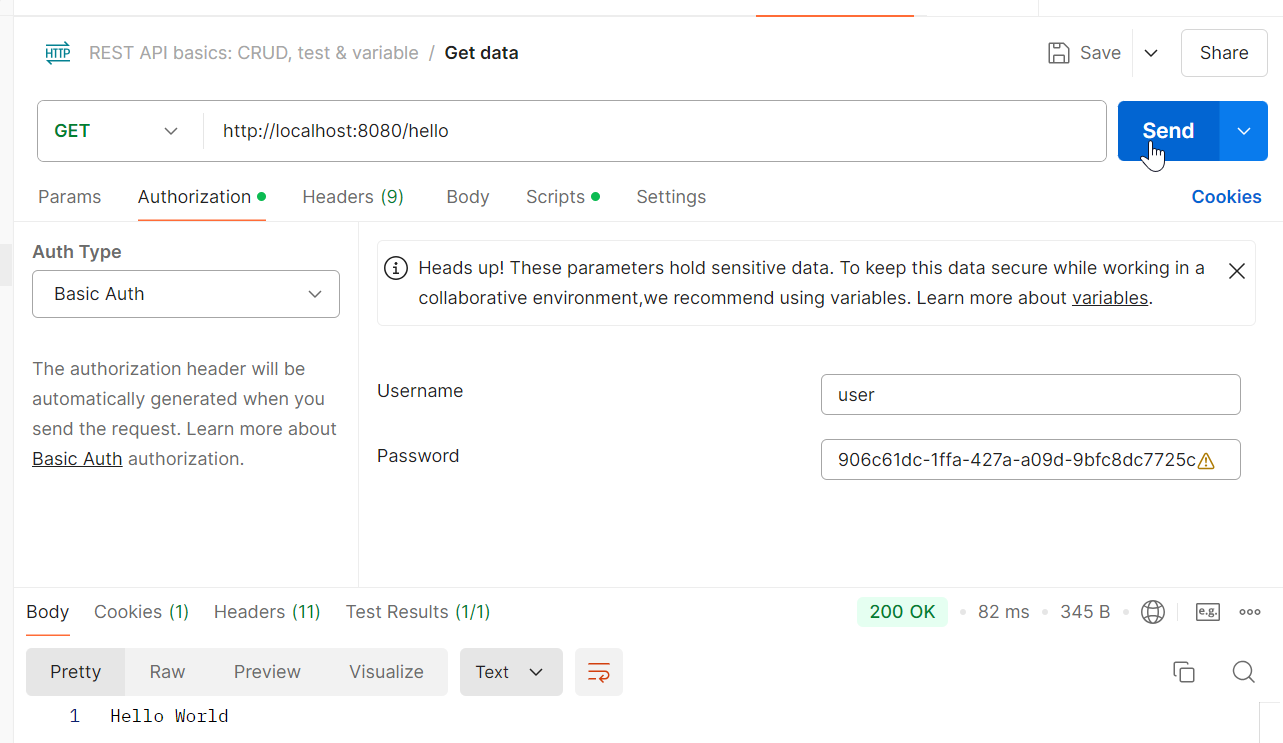 HTTP REST API basics: CRUD, test & variable / Get data Save Share
GET http://localhost:8080/hello Send
Params Authorization Headers (9) Body Scripts Settings Cookies
Auth Type
Basic Auth
The authorization header will be
automatically generated when you
send the request. Learn more about
Basic Auth authorization.
Heads up! These parameters hold sensitive data. To keep this data secure while working in a
collaborative environment,we recommend using variables. Learn more about variables.
Username user
Password 906c61dc-1ffa-427a-a09d-9bfc8dc7725c
Body Cookies (1) Headers (11) Test Results (1/1) 200 OK 82 ms 345 B e.g.
Pretty Raw Preview Visualize Text
1 Hello World